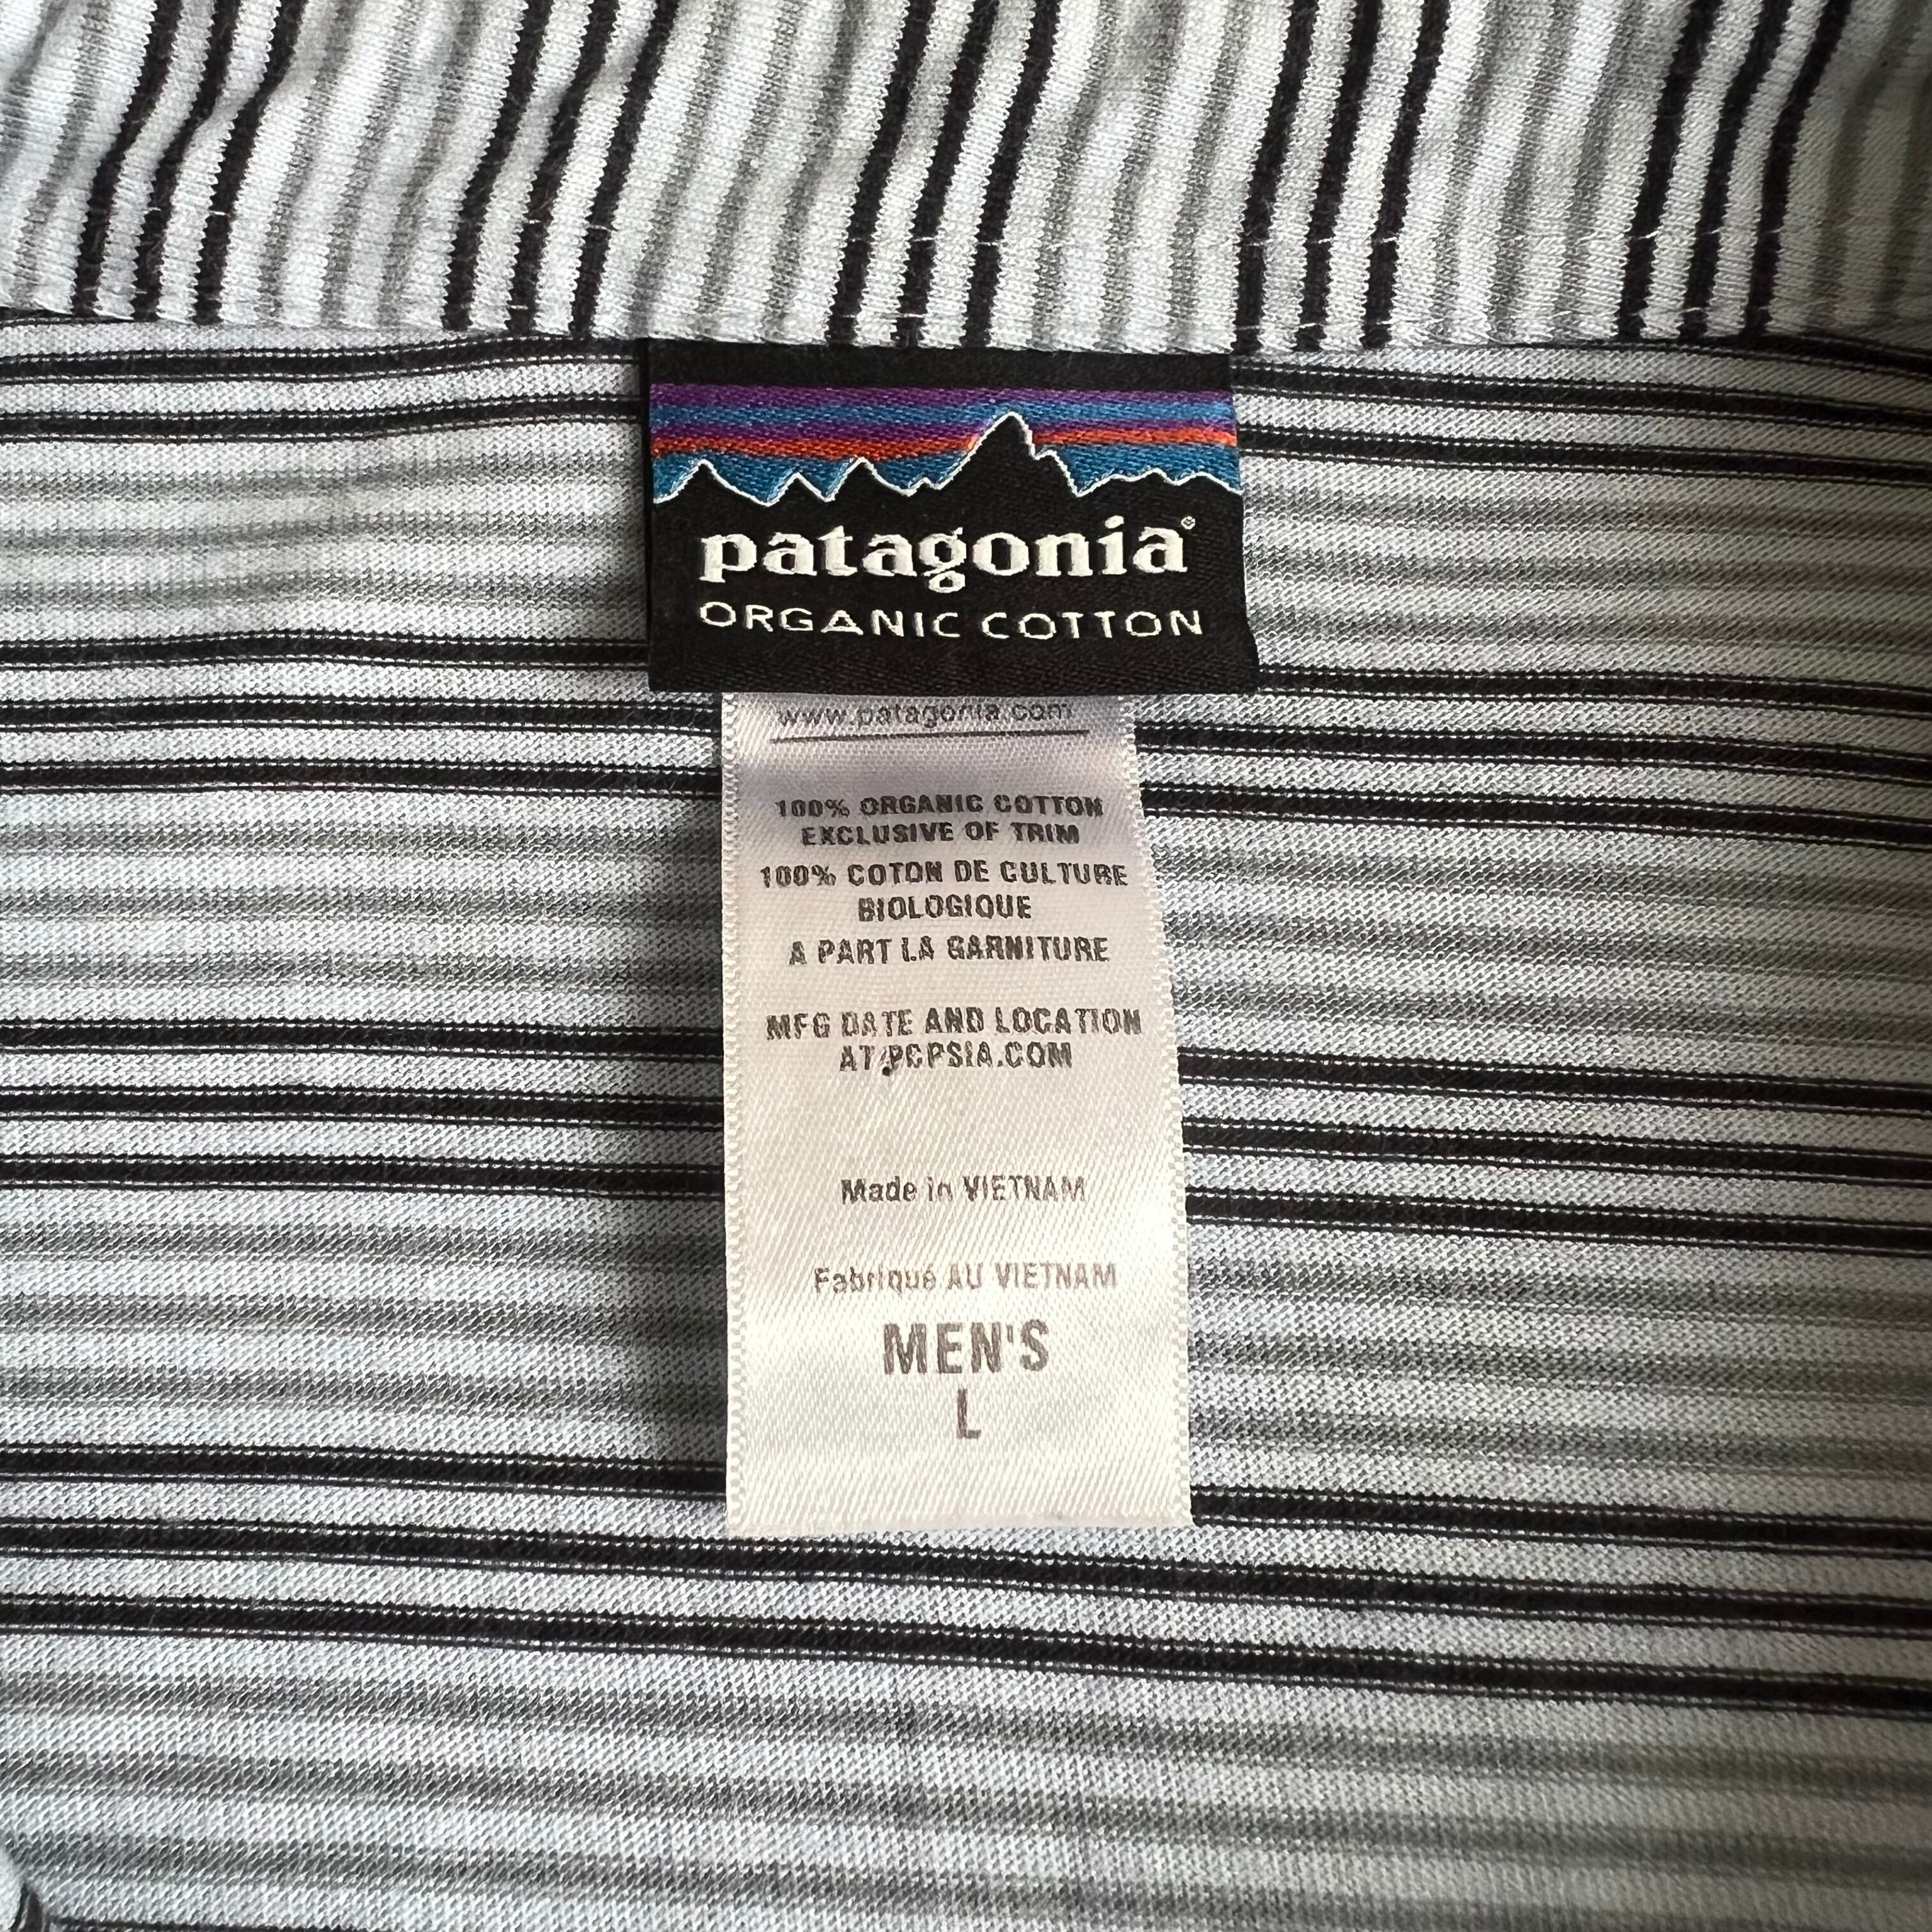 patagonia®
ORGANIC COTTON
www.patagonia.com
100% ORGANIC COTTON
EXCLUSIVE OF TRIM
100% COTON DE CULTURE
BIOLOGIQUE
A PART LA GARNITURE
MFG DATE AND LOCATION
AT PCPSIA.COM
Made in VIETNAM
Fabriqué AU VIETNAM
MEN'S
L